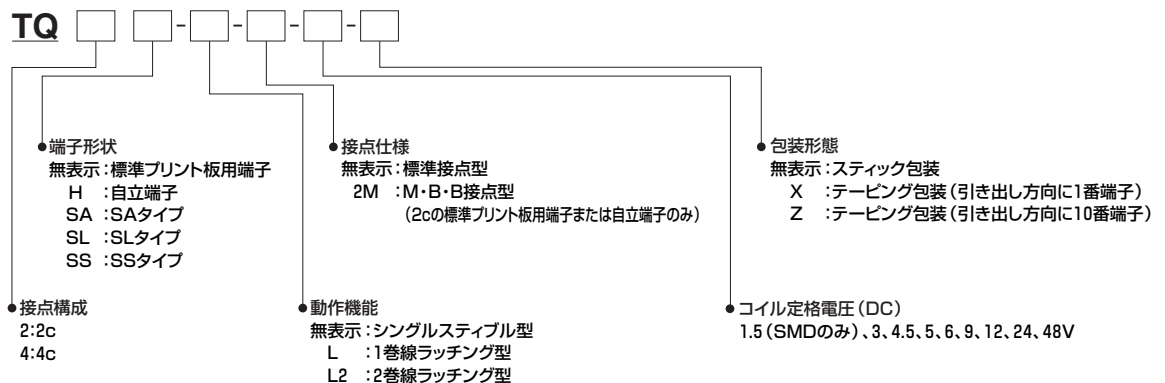 TQ - - - -
●端子形状
無表示:標準プリント板用端子
H :自立端子
SA :SAタイプ
SL :SLタイプ
SS :SSタイプ
●接点仕様
無表示:標準接点型
2M :M・B・B接点型
(2cの標準プリント板用端子または自立端子のみ)
●包装形態
無表示:スティック包装
X :テーピング包装(引き出し方向に1番端子)
Z :テーピング包装(引き出し方向に10番端子)
●接点構成
2:2c
4:4c
●動作機能
無表示:シングルスティブル型
L :1巻線ラッチング型
L2 :2巻線ラッチング型
●コイル定格電圧(DC)
1.5(SMDのみ)、3、4.5、5、6、9、12、24、48V